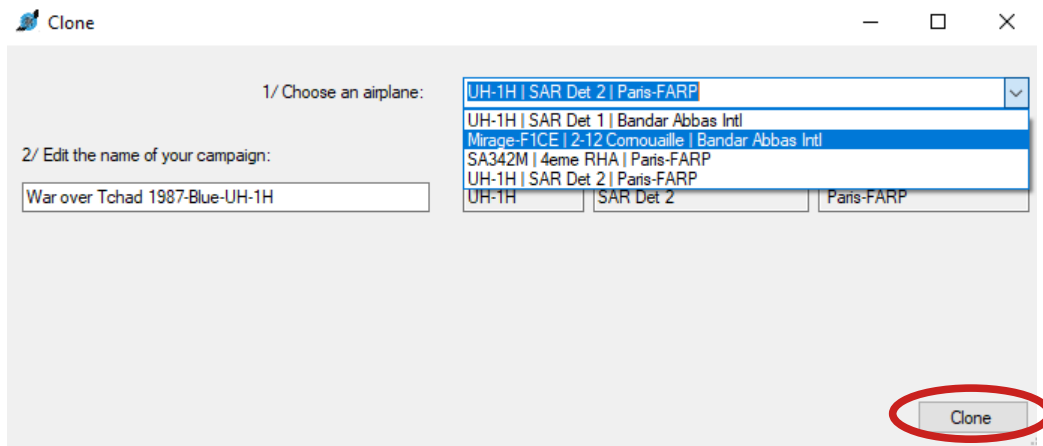 Clone
1/ Choose an airplane:
UH-1H | SAR Det 2 | Paris-FARP
UH-1H | SAR Det 1 | Bandar Abbas Intl
Mirage-F1CE | 2-12 Cornouaille | Bandar Abbas Intl
SA342M | 4eme RHA | Paris-FARP
UH-1H | SAR Det 2 | Paris-FARP
2/ Edit the name of your campaign:
War over Tchad 1987-Blue-UH-1H
UH-1H
SAR Det 2
Paris-FARP
Clone